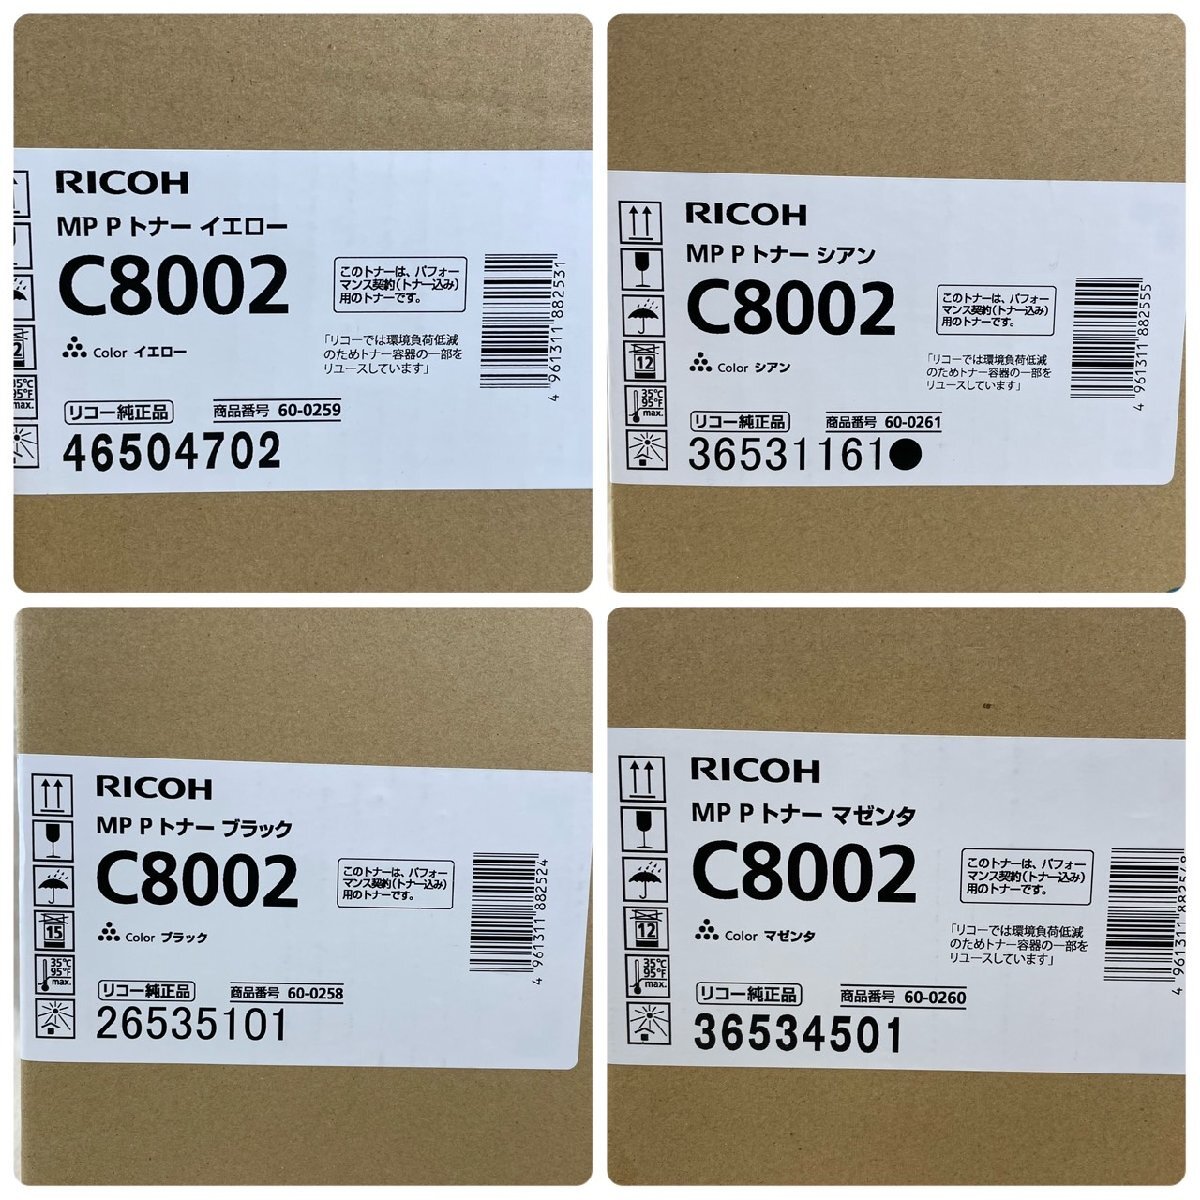 RICOH
MP P トナー イエロー
C8002
Color イエロー
このトナーは、パフォー
マンス契約(トナー込み)
用のトナーです。
「リコーでは環境負荷低減
のためトナー容器の一部を
リユースしています」
4961311 882531
2
35℃
95°F
max.
リコー純正品
商品番号 60-0259
46504702
RICOH
MP P トナー シアン
C8002
Color シアン
このトナーは、パフォー
マンス契約(トナー込み)
用のトナーです。
「リコーでは環境負荷低減
のためトナー容器の一部を
リユースしています」
4961311 882555
12
35℃
95°F
max.
リコー純正品
商品番号 60-0261
36531161●
RICOH
MP P トナー ブラック
C8002
Color ブラック
このトナーは、パフォー
マンス契約(トナー込み)
用のトナーです。
4961311 882524
15
35℃
95°F
max.
リコー純正品
商品番号 60-0258
26535101
RICOH
MP P トナー マゼンタ
C8002
Color マゼンタ
このトナーは、パフォー
マンス契約(トナー込み)
用のトナーです。
「リコーでは環境負荷低減
のためトナー容器の一部を
リユースしています」
4961311
12
35℃
95°F
max.
リコー純正品
商品番号 60-0260
36534501